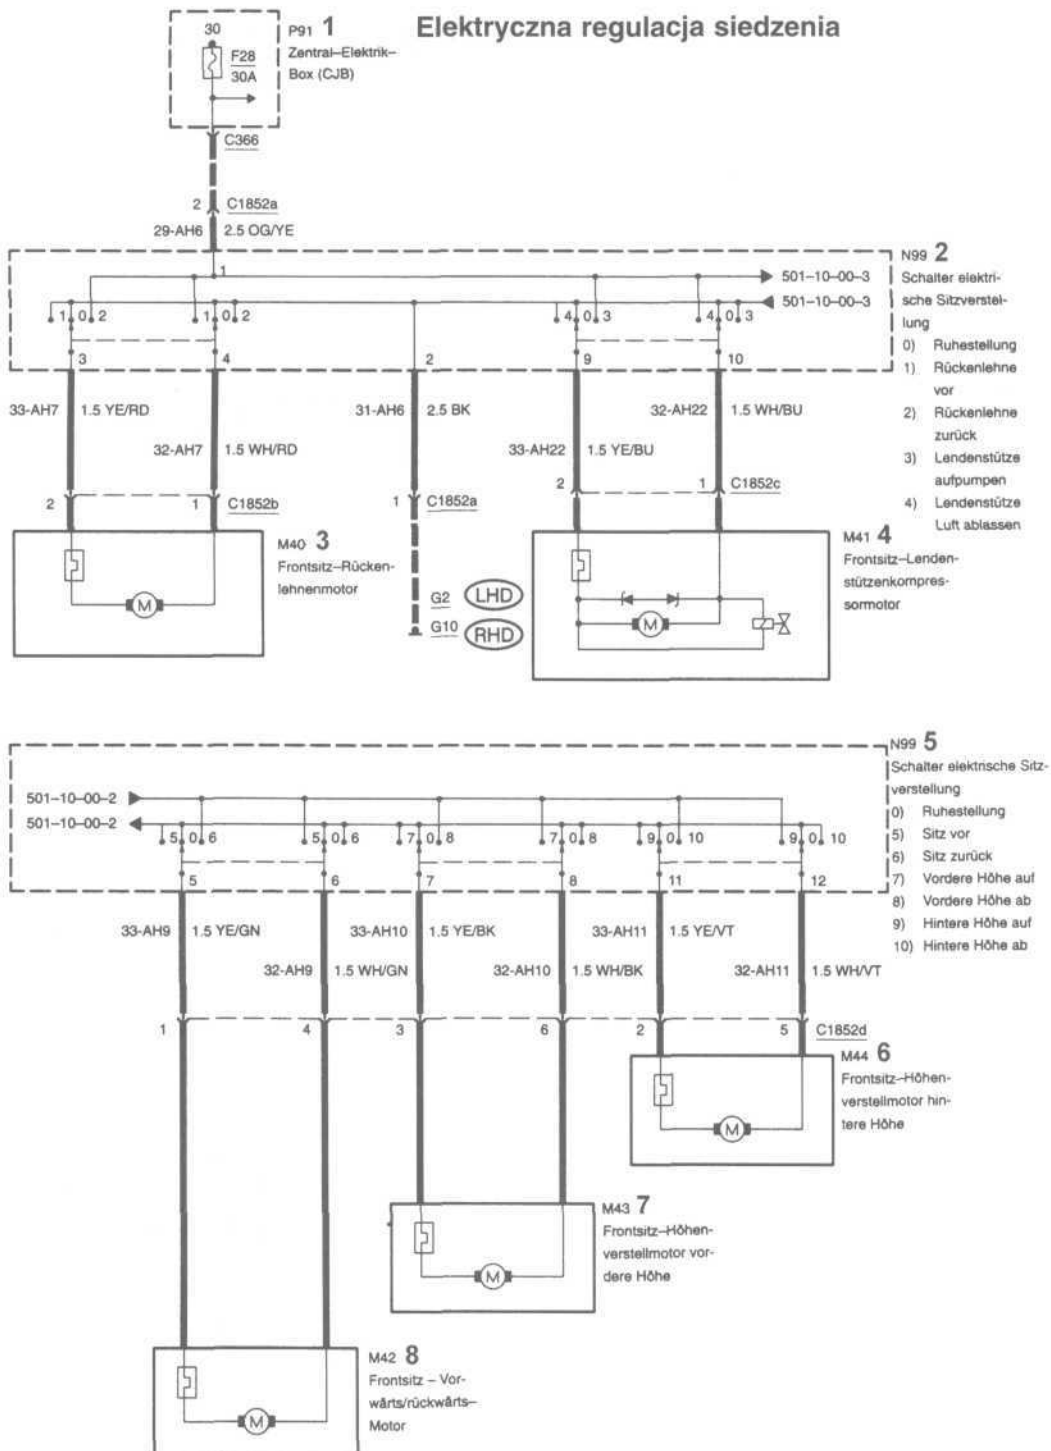 Elektryczna regulacja siedzenia
30
F28
30A
P91 1
Zentral–Elektrik–
Box (CJB)
C366
2 C1852a
29-AH6 2.5 OG/YE
1
501–10–00–3
501–10–00–3
1 0 2 1 0 2 4 0 3 4 0 3
3 4 2 9 10
N99 2
Schalter elektri-
sche Sitzverstel-
lung
0) Ruhestellung
1) Rückenlehne
vor
2) Rückenlehne
zurück
3) Lendenstütze
aufpumpen
4) Lendenstütze
Luft ablassen
33-AH7 1.5 YE/RD 31-AH6 2.5 BK 32-AH22 1.5 WH/BU
32-AH7 1.5 WH/RD 33-AH22 1.5 YE/BU
2 1 C1852b 1 C1852a 2 1 C1852c
M40 3
Frontsitz–Rücken-
lehnenmotor
M
G2 LHD
G10 RHD
M
M41 4
Frontsitz–Lenden-
stützenkompres-
sormotor
501–10–00–2
501–10–00–2
5 0 6 5 0 6 7 0 8 7 0 8 9 0 10 9 0 10
5 6 7 8 11 12
N99 5
Schalter elektrische Sitz-
verstellung
0) Ruhestellung
5) Sitz vor
6) Sitz zurück
7) Vordere Höhe auf
8) Vordere Höhe ab
9) Hintere Höhe auf
10) Hintere Höhe ab
33-AH9 1.5 YE/GN 33-AH10 1.5 YE/BK 33-AH11 1.5 YE/VT
32-AH9 1.5 WH/GN 32-AH10 1.5 WH/BK 32-AH11 1.5 WH/VT
1 4 3 6 2 5 C1852d
M44 6
Frontsitz–Höhen-
verstellmotor hin-
tere Höhe
M
M43 7
Frontsitz–Höhen-
verstellmotor vor-
dere Höhe
M
M42 8
Frontsitz – Vor-
wärts/rückwärts–
Motor
M